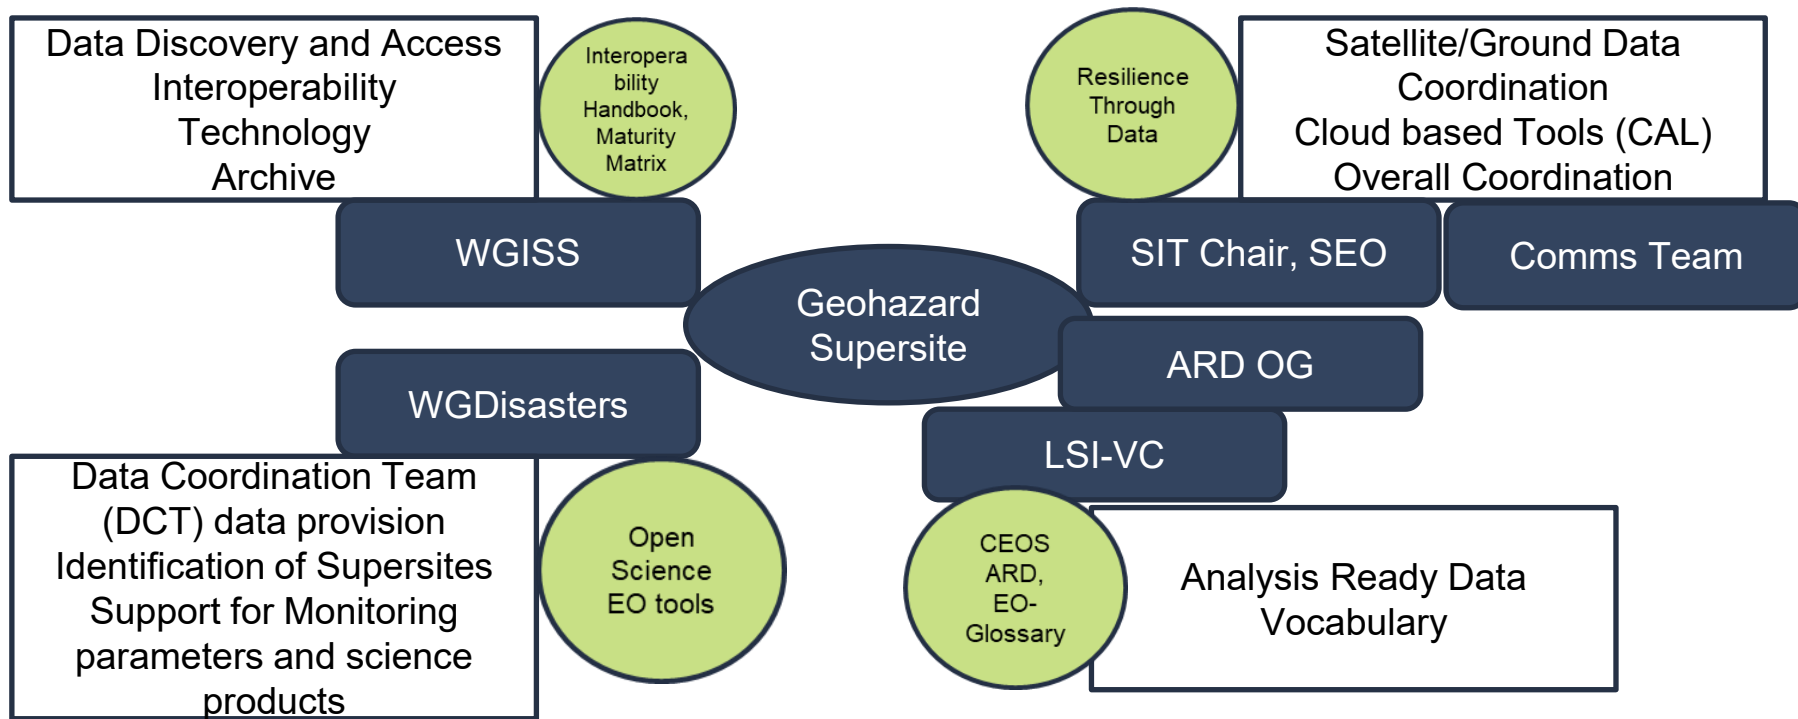 Data Discovery and Access
Interoperability
Technology
Archive
Interopera
bility
Handbook,
Maturity
Matrix
Resilience
Through
Data
Satellite/Ground Data
Coordination
Cloud based Tools (CAL)
Overall Coordination
WGISS
SIT Chair, SEO
Comms Team
Geohazard
Supersite
ARD OG
WGDisasters
LSI-VC
Data Coordination Team
(DCT) data provision
Identification of Supersites
Support for Monitoring
parameters and science
products
Open
Science
EO tools
CEOS
ARD,
EO-
Glossary
Analysis Ready Data
Vocabulary